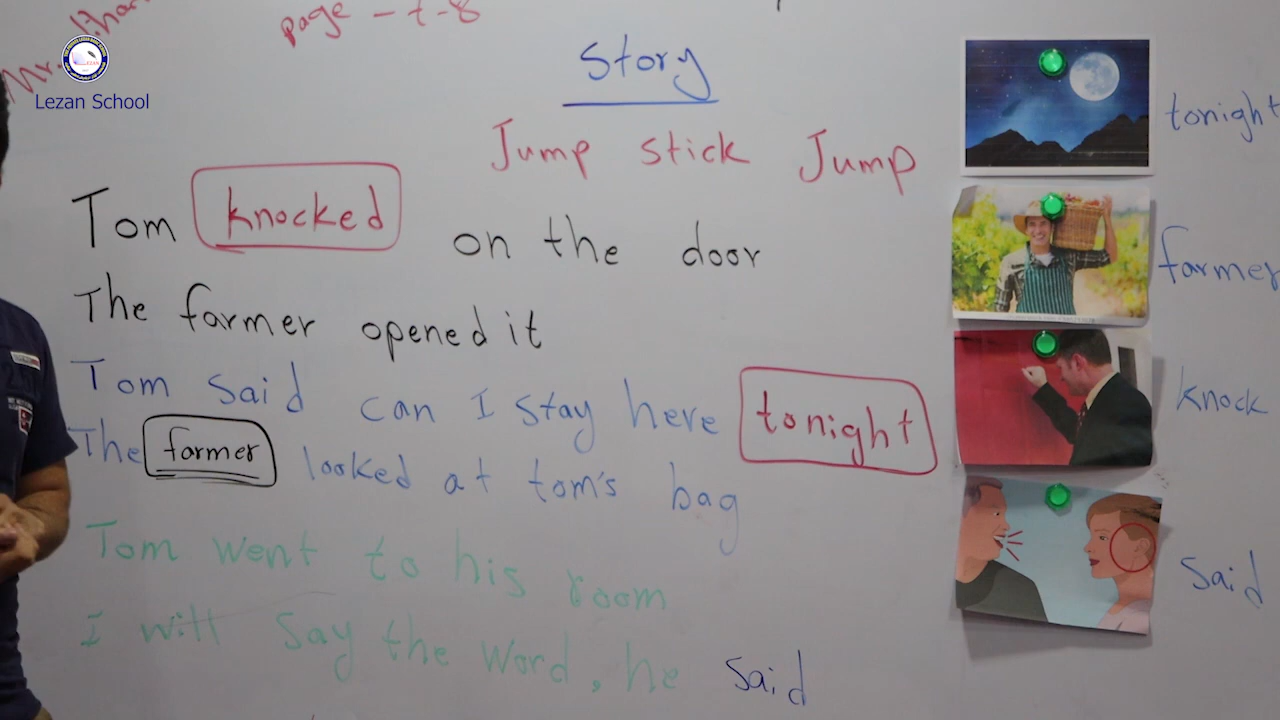 page - 7-8
Lezan School
Story
Jump stick Jump
Tom knocked on the door
The farmer opened it
Tom said can I stay here tonight
The farmer looked at tom's bag
Tom went to his room
I will say the word, he said
tonight
farmer
knock
said